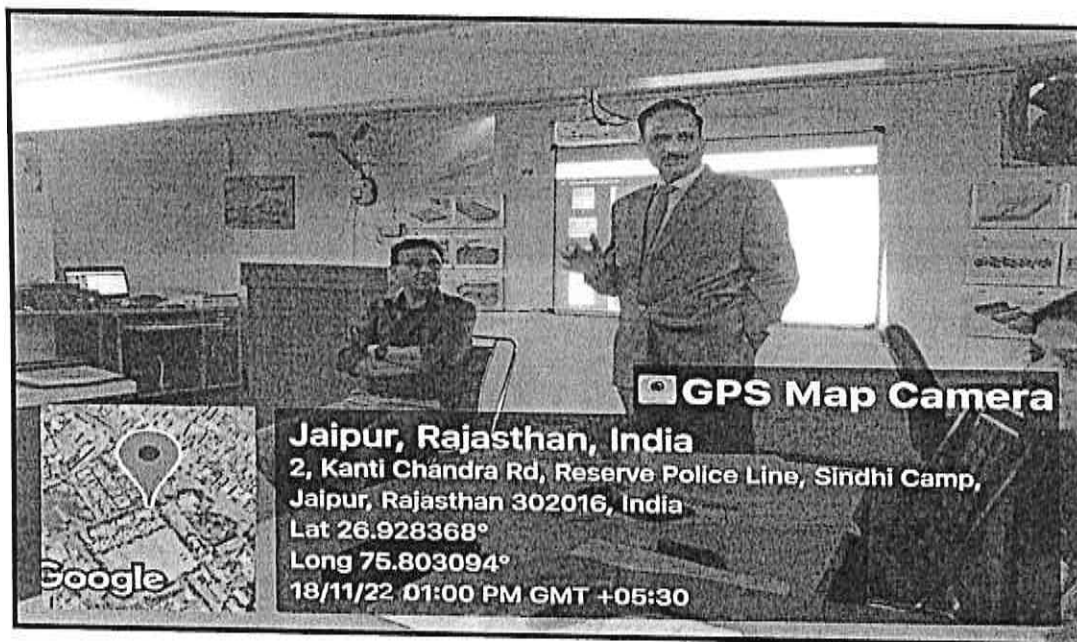 GPS Map Camera
Jaipur, Rajasthan, India
2, Kanti Chandra Rd, Reserve Police Line, Sindhi Camp,
Jaipur, Rajasthan 302016, India
Lat 26.928368°
Long 75.803094°
18/11/22 01:00 PM GMT +05:30
Google